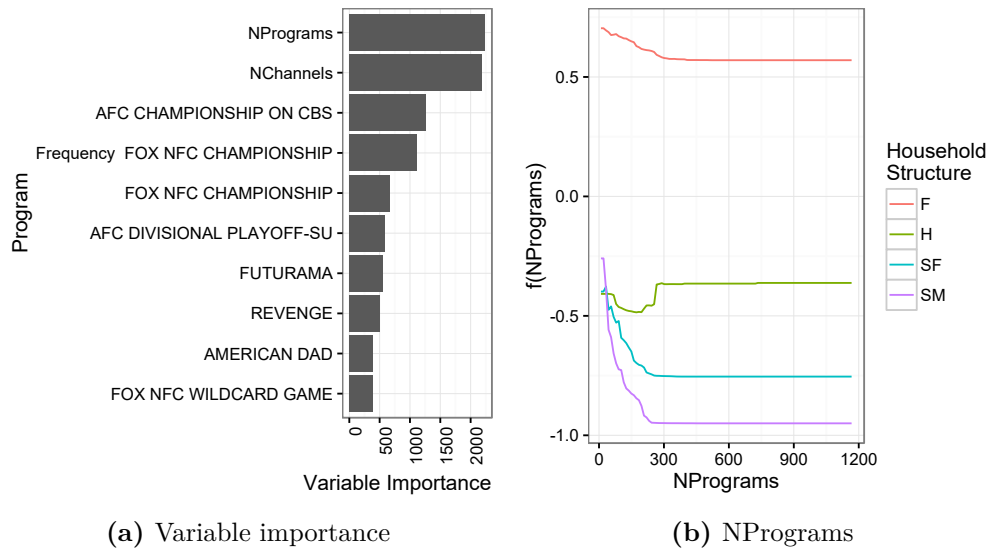 NPrograms
NChannels
AFC CHAMPIONSHIP ON CBS
Frequency FOX NFC CHAMPIONSHIP
FOX NFC CHAMPIONSHIP
AFC DIVISIONAL PLAYOFF-SU
FUTURAMA
REVENGE
AMERICAN DAD
FOX NFC WILDCARD GAME
Program
0 500 1000 1500 2000
Variable Importance
(a) Variable importance
0.5
0.0
-0.5
-1.0
f(NPrograms)
0 300 600 900 1200
NPrograms
Household
Structure
F
H
SF
SM
(b) NPrograms